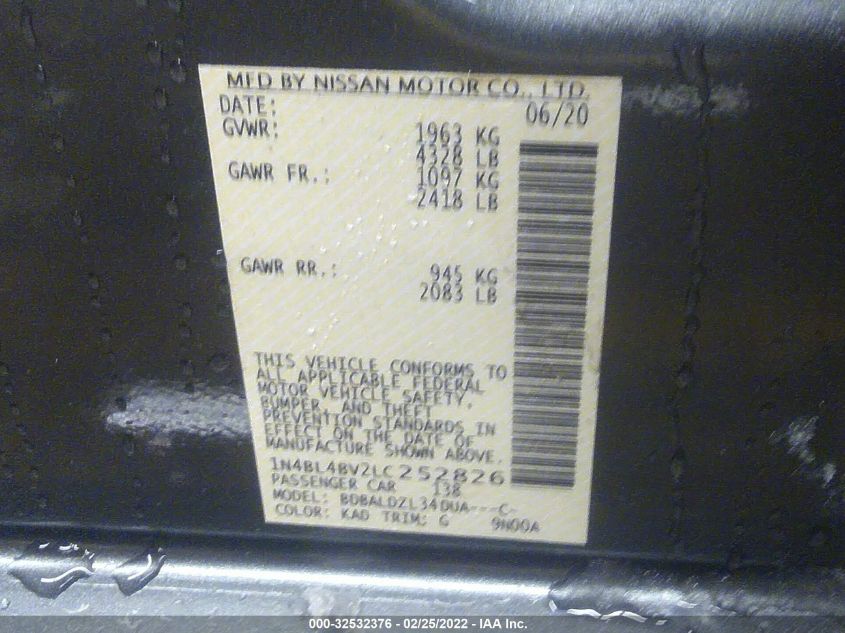 MFD BY NISSAN MOTOR CO., LTD.
DATE: 06/20
GVWR: 1963 KG
4328 LB
GAWR FR.: 1097 KG
2418 LB
GAWR RR.: 945 KG
2083 LB
THIS VEHICLE CONFORMS TO
ALL APPLICABLE FEDERAL
MOTOR VEHICLE SAFETY,
BUMPER, AND THEFT
PREVENTION STANDARDS IN
EFFECT ON THE DATE OF
MANUFACTURE SHOWN ABOVE.
1N4BL4BV2LC252826
PASSENGER CAR 138
MODEL: BDBALDZL34DUA---C-
COLOR: KAD TRIM: G 9N00A
000-32532376 - 02/25/2022 - IAA Inc.